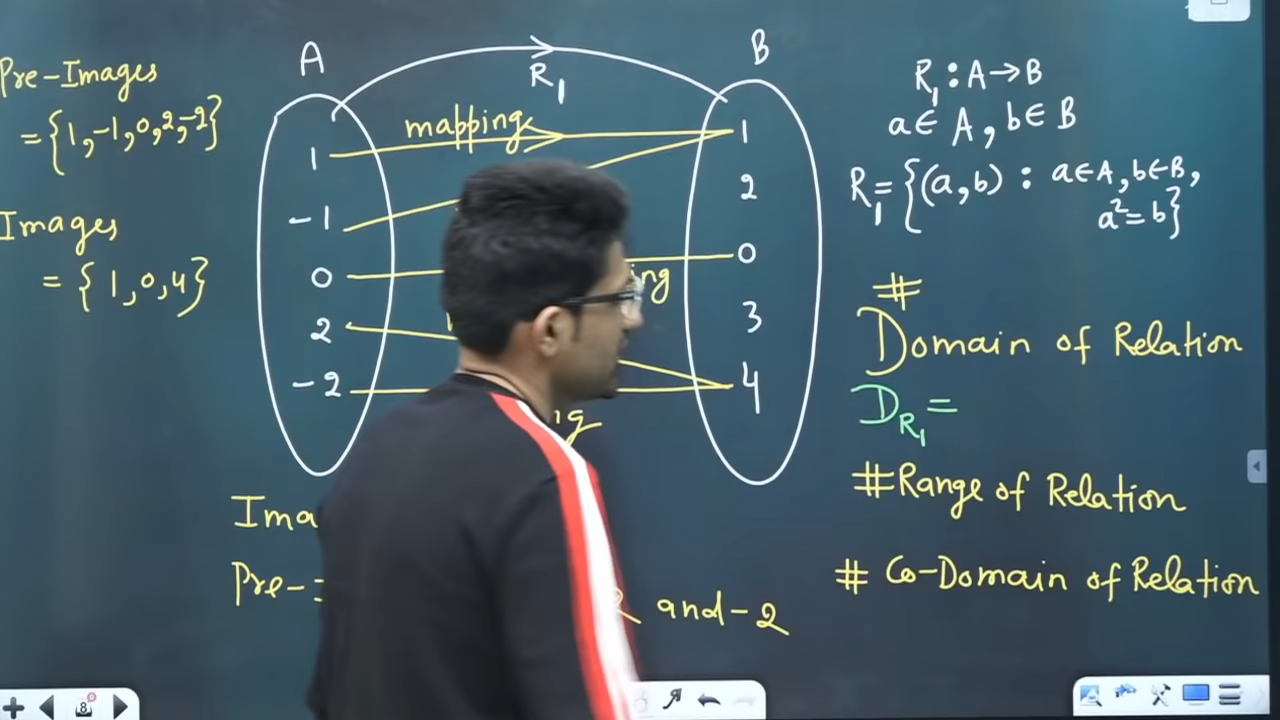 Pre-Images
= {1, -1, 0, 2, -2}
Images
= { 1, 0, 4}
A
R₁
B
mapping
1
-1
0
2
-2
1
2
0
3
4
Pre-
and -2
R₁ : A → B
a ∈ A, b ∈ B
R₁ = {(a, b) : a ∈ A, b ∈ B,
a² = b}
#
Domain of Relation
D_R₁ =
#Range of Relation
# Co-Domain of Relation
8